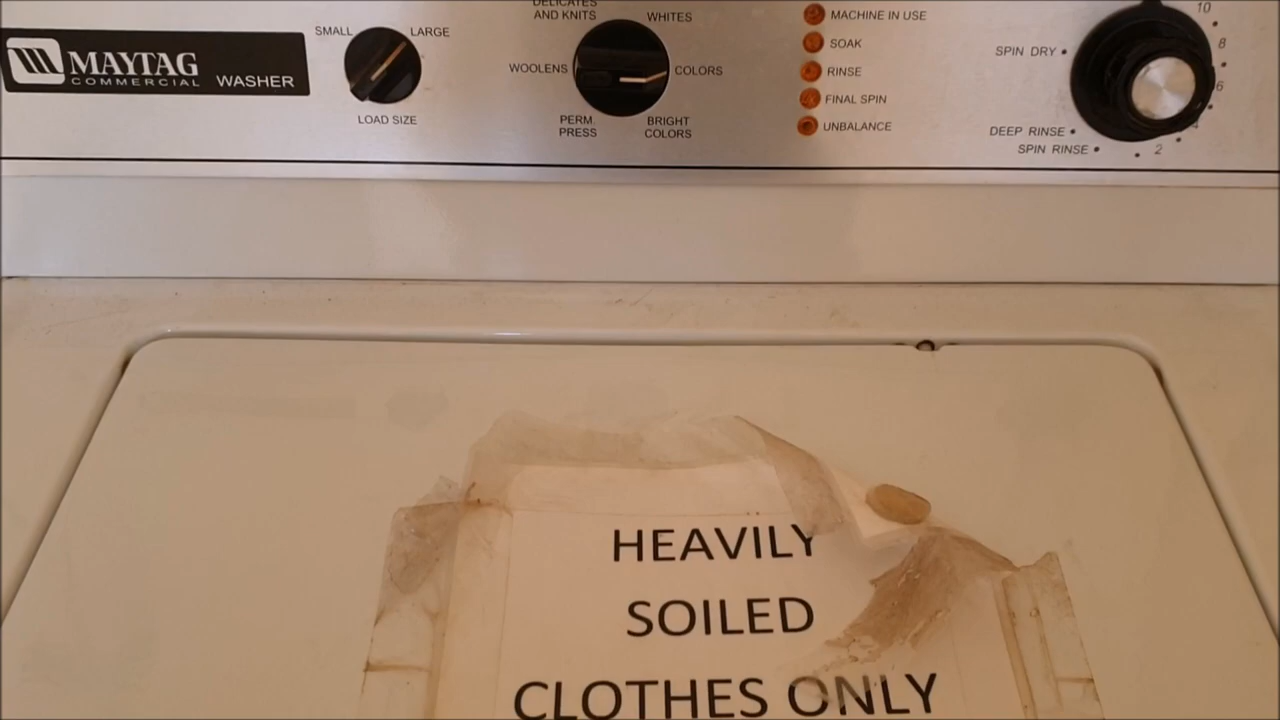 MAYTAG
COMMERCIAL WASHER
SMALL
LARGE
LOAD SIZE
DELICATES
AND KNITS
WHITES
WOOLENS
COLORS
PERM.
PRESS
BRIGHT
COLORS
MACHINE IN USE
SOAK
RINSE
FINAL SPIN
UNBALANCE
SPIN DRY
DEEP RINSE
SPIN RINSE
10
8
6
4
2
HEAVILY
SOILED
CLOTHES ONLY